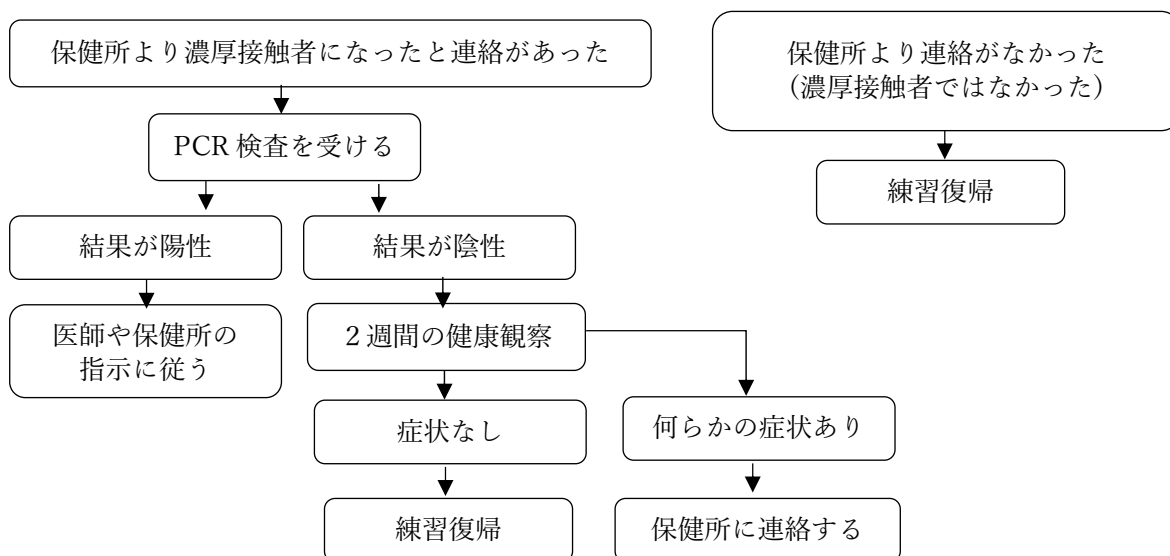 保健所より濃厚接触者になったと連絡があった
保健所より連絡がなかった
(濃厚接触者ではなかった)
PCR 検査を受ける
練習復帰
結果が陽性
結果が陰性
医師や保健所の
指示に従う
２週間の健康観察
症状なし
何らかの症状あり
練習復帰
保健所に連絡する